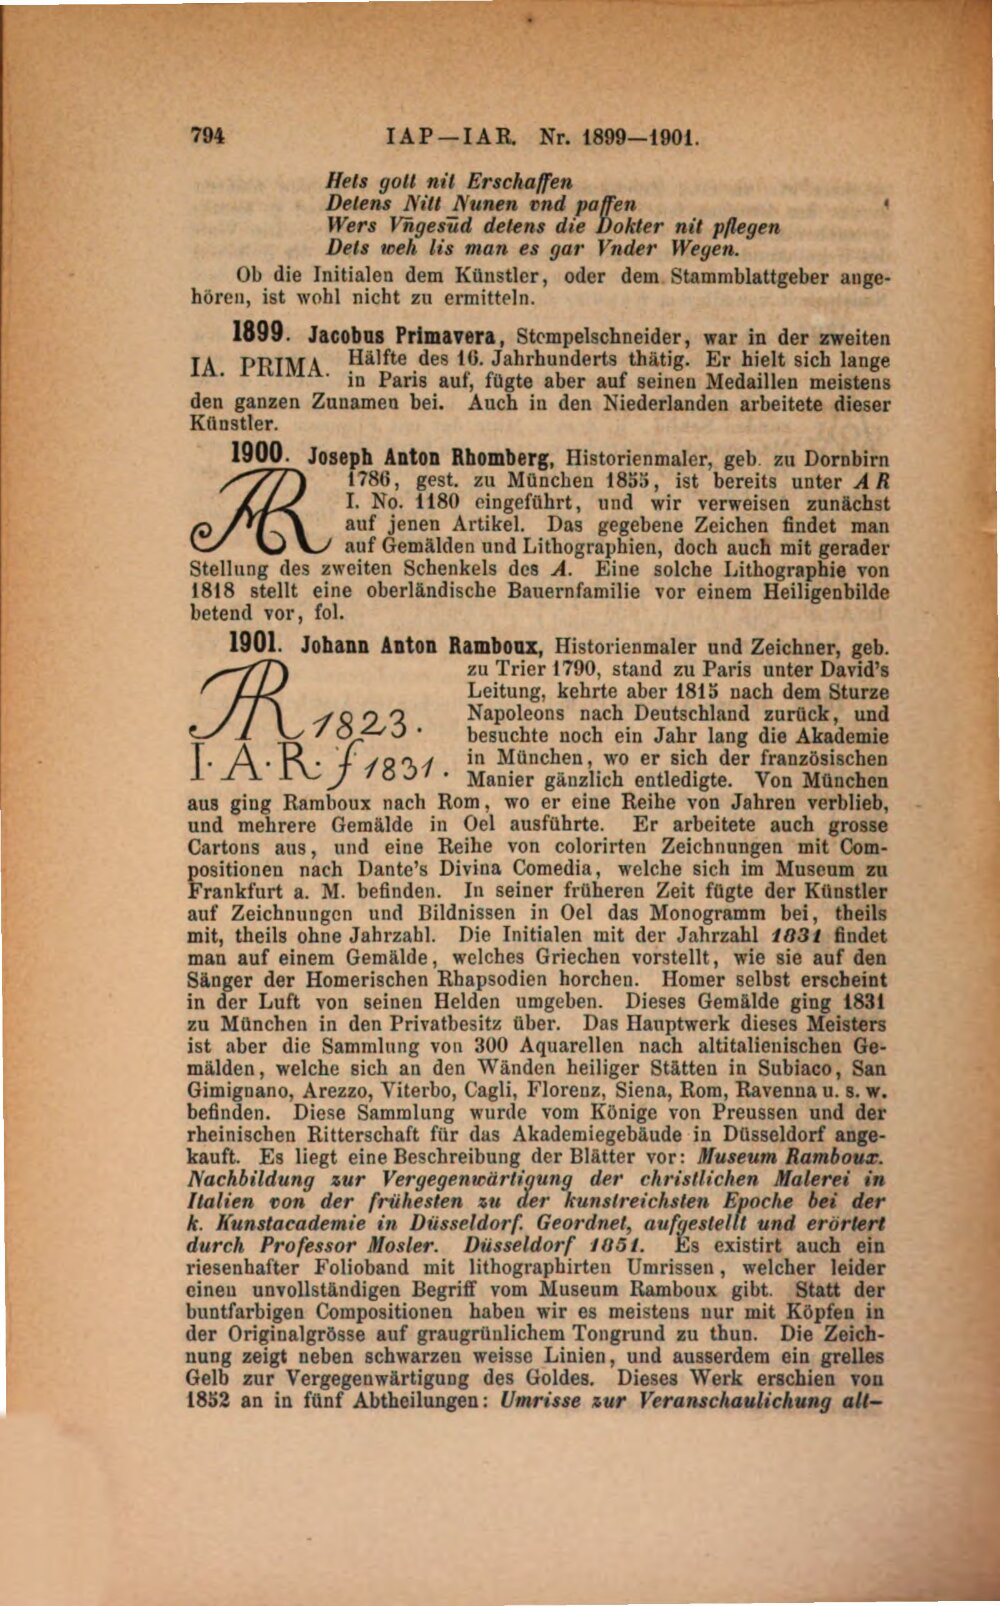 794 IAP—IAR. Nr. 1899—1901.
Hets gott nit Erschaffen
Detens Nitt Nunen vnd paffen
Wers Vñgesūd detens die Dokter nit pflegen
Dets weh lis man es gar Vnder Wegen.
Ob die Initialen dem Künstler, oder dem Stammblattgeber ange-
hören, ist wohl nicht zu ermitteln.
1899. Jacobus Primavera, Stempelschneider, war in der zweiten
IA. PRIMA. Hälfte des 16. Jahrhunderts thätig. Er hielt sich lange
in Paris auf, fügte aber auf seinen Medaillen meistens
den ganzen Zunamen bei. Auch in den Niederlanden arbeitete dieser
Künstler.
1900. Joseph Anton Rhomberg, Historienmaler, geb. zu Dornbirn
1786, gest. zu München 1855, ist bereits unter A R
I. No. 1180 eingeführt, und wir verweisen zunächst
AR auf jenen Artikel. Das gegebene Zeichen findet man
auf Gemälden und Lithographien, doch auch mit gerader
Stellung des zweiten Schenkels des A. Eine solche Lithographie von
1818 stellt eine oberländische Bauernfamilie vor einem Heiligenbilde
betend vor, fol.
1901. Johann Anton Ramboux, Historienmaler und Zeichner, geb.
zu Trier 1790, stand zu Paris unter David's
Leitung, kehrte aber 1815 nach dem Sturze
AR 1823. Napoleons nach Deutschland zurück, und
besuchte noch ein Jahr lang die Akademie
I. A. R. f 1831. in München, wo er sich der französischen
Manier gänzlich entledigte. Von München
aus ging Ramboux nach Rom, wo er eine Reihe von Jahren verblieb,
und mehrere Gemälde in Oel ausführte. Er arbeitete auch grosse
Cartons aus, und eine Reihe von colorirten Zeichnungen mit Com-
positionen nach Dante's Divina Comedia, welche sich im Museum zu
Frankfurt a. M. befinden. In seiner früheren Zeit fügte der Künstler
auf Zeichnungen und Bildnissen in Oel das Monogramm bei, theils
mit, theils ohne Jahrzahl. Die Initialen mit der Jahrzahl 1831 findet
man auf einem Gemälde, welches Griechen vorstellt, wie sie auf den
Sänger der Homerischen Rhapsodien horchen. Homer selbst erscheint
in der Luft von seinen Helden umgeben. Dieses Gemälde ging 1831
zu München in den Privatbesitz über. Das Hauptwerk dieses Meisters
ist aber die Sammlung von 300 Aquarellen nach altitalienischen Ge-
mälden, welche sich an den Wänden heiliger Stätten in Subiaco, San
Gimignano, Arezzo, Viterbo, Cagli, Florenz, Siena, Rom, Ravenna u. s. w.
befinden. Diese Sammlung wurde vom Könige von Preussen und der
rheinischen Ritterschaft für das Akademiegebäude in Düsseldorf ange-
kauft. Es liegt eine Beschreibung der Blätter vor: Museum Ramboux.
Nachbildung zur Vergegenwärtigung der christlichen Malerei in
Italien von der frühesten zu der kunstreichsten Epoche bei der
k. Kunstacademie in Düsseldorf. Geordnet, aufgestellt und erörtert
durch Professor Mosler. Düsseldorf 1851. Es existirt auch ein
riesenhafter Folioband mit lithographirten Umrissen, welcher leider
einen unvollständigen Begriff vom Museum Ramboux gibt. Statt der
buntfarbigen Compositionen haben wir es meistens nur mit Köpfen in
der Originalgrösse auf graugrünlichem Tongrund zu thun. Die Zeich-
nung zeigt neben schwarzen weisse Linien, und ausserdem ein grelles
Gelb zur Vergegenwärtigung des Goldes. Dieses Werk erschien von
1852 an in fünf Abtheilungen: Umrisse zur Veranschaulichung alt-